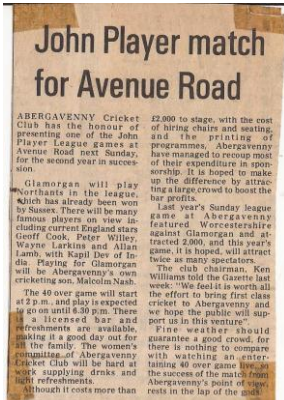 John Player match
for Avenue Road
ABERGAVENNY Cricket
Club has the honour of
presenting one of the John
Player League games at
Avenue Road next Sunday,
for the second year in succes-
sion.
Glamorgan will play
Northants in the league,
which has already been won
by Sussex. There will be many
famous players on view in-
cluding current England stars
Geoff Cook, Peter Willey,
Wayne Larkins and Allan
Lamb, with Kapil Dev of In-
dia Playing for Glamorgan
will be Abergavenny's own
cricketing son, Malcolm Nash.
The 40 over game will start
at 2 p.m., and play is expected
to go on until 6.30 p.m. There
is a licensed bar and
refreshments are available,
making it a good day out for
all the family. The women's
committee of Abergavenny
Cricket Club will be hard at
work supplying drinks and
light refreshments.
Although it costs more than
£2,000 to stage, with the cost
of hiring chairs and seating,
and the printing of
programmes, Abergavenny
have managed to recoup most
of their expenditure in spon-
sorship. It is hoped to make
up the difference by attrac-
ting a large crowd to boost the
bar profits.
Last year's Sunday league
game at Abergavenny
featured Worcestershire
against Glamorgan and at-
tracted 2,000, and this year's
game, it is hoped, will attract
twice as many spectators.
The club chairman, Ken
Williams told the Gazette last
week: "We feel it is worth all
the effort to bring first class
cricket to Abergavenny and
we hope the public will sup-
port us in this venture".
Fine weather should
guarantee a good crowd, for
there is nothing to compare
with watching an enter-
taining 40 over game live, so
the success of the match from
Abergavenny's point of view
rests in the lap of the gods.